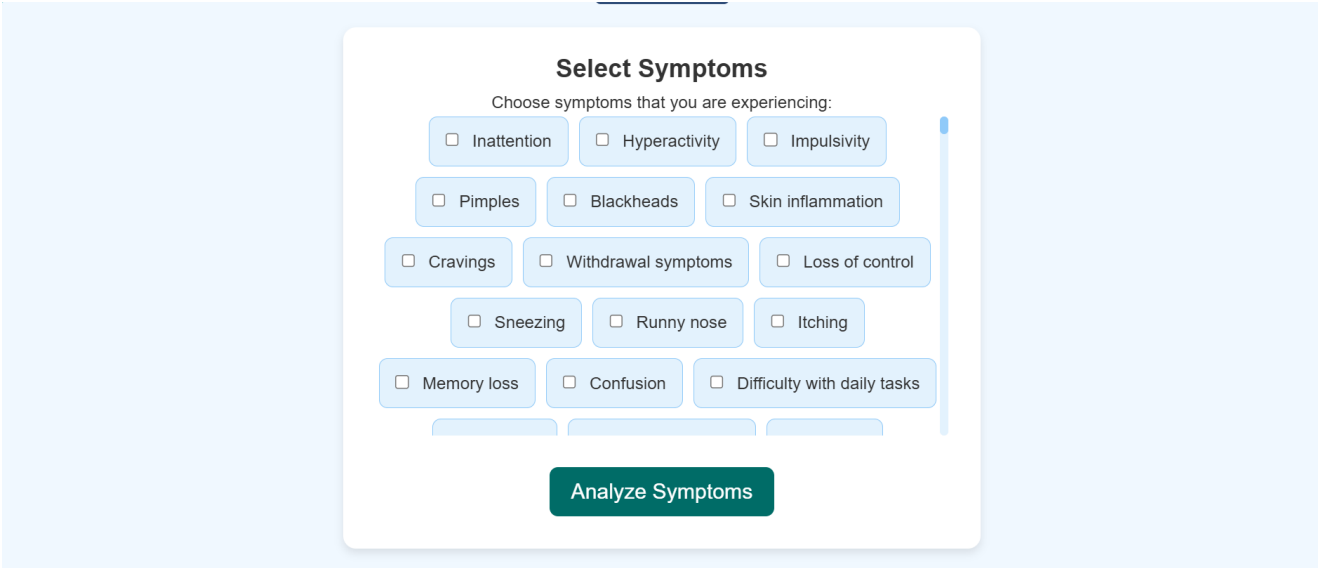 Select Symptoms
Choose symptoms that you are experiencing:
Inattention Hyperactivity Impulsivity
Pimples Blackheads Skin inflammation
Cravings Withdrawal symptoms Loss of control
Sneezing Runny nose Itching
Memory loss Confusion Difficulty with daily tasks
Analyze Symptoms